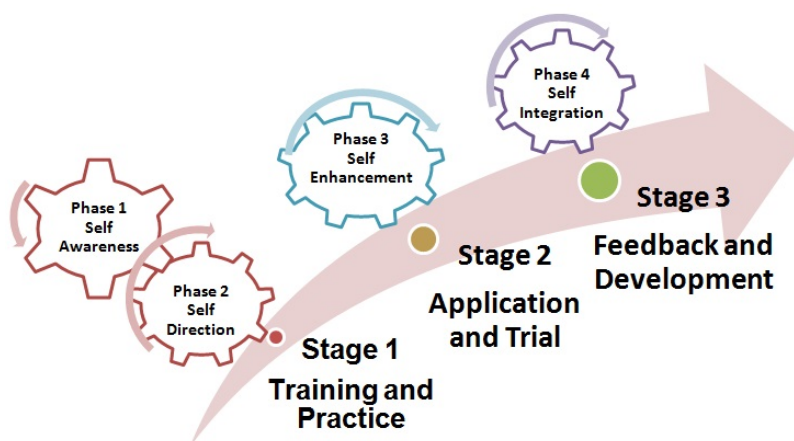 Phase 1
Self
Awareness
Phase 2
Self
Direction
Stage 1
Training and
Practice
Phase 3
Self
Enhancement
Stage 2
Application
and Trial
Phase 4
Self
Integration
Stage 3
Feedback and
Development